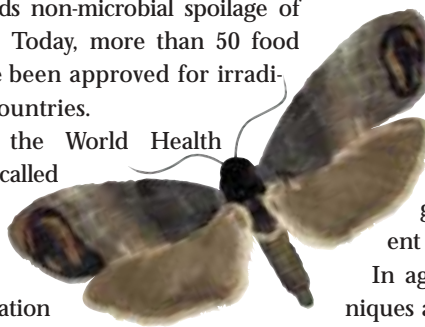 ds non-microbial spoilage of
Today, more than 50 food
e been approved for irradi-
ountries.
the World Health
called
ation
g
ent
In ag
niques a